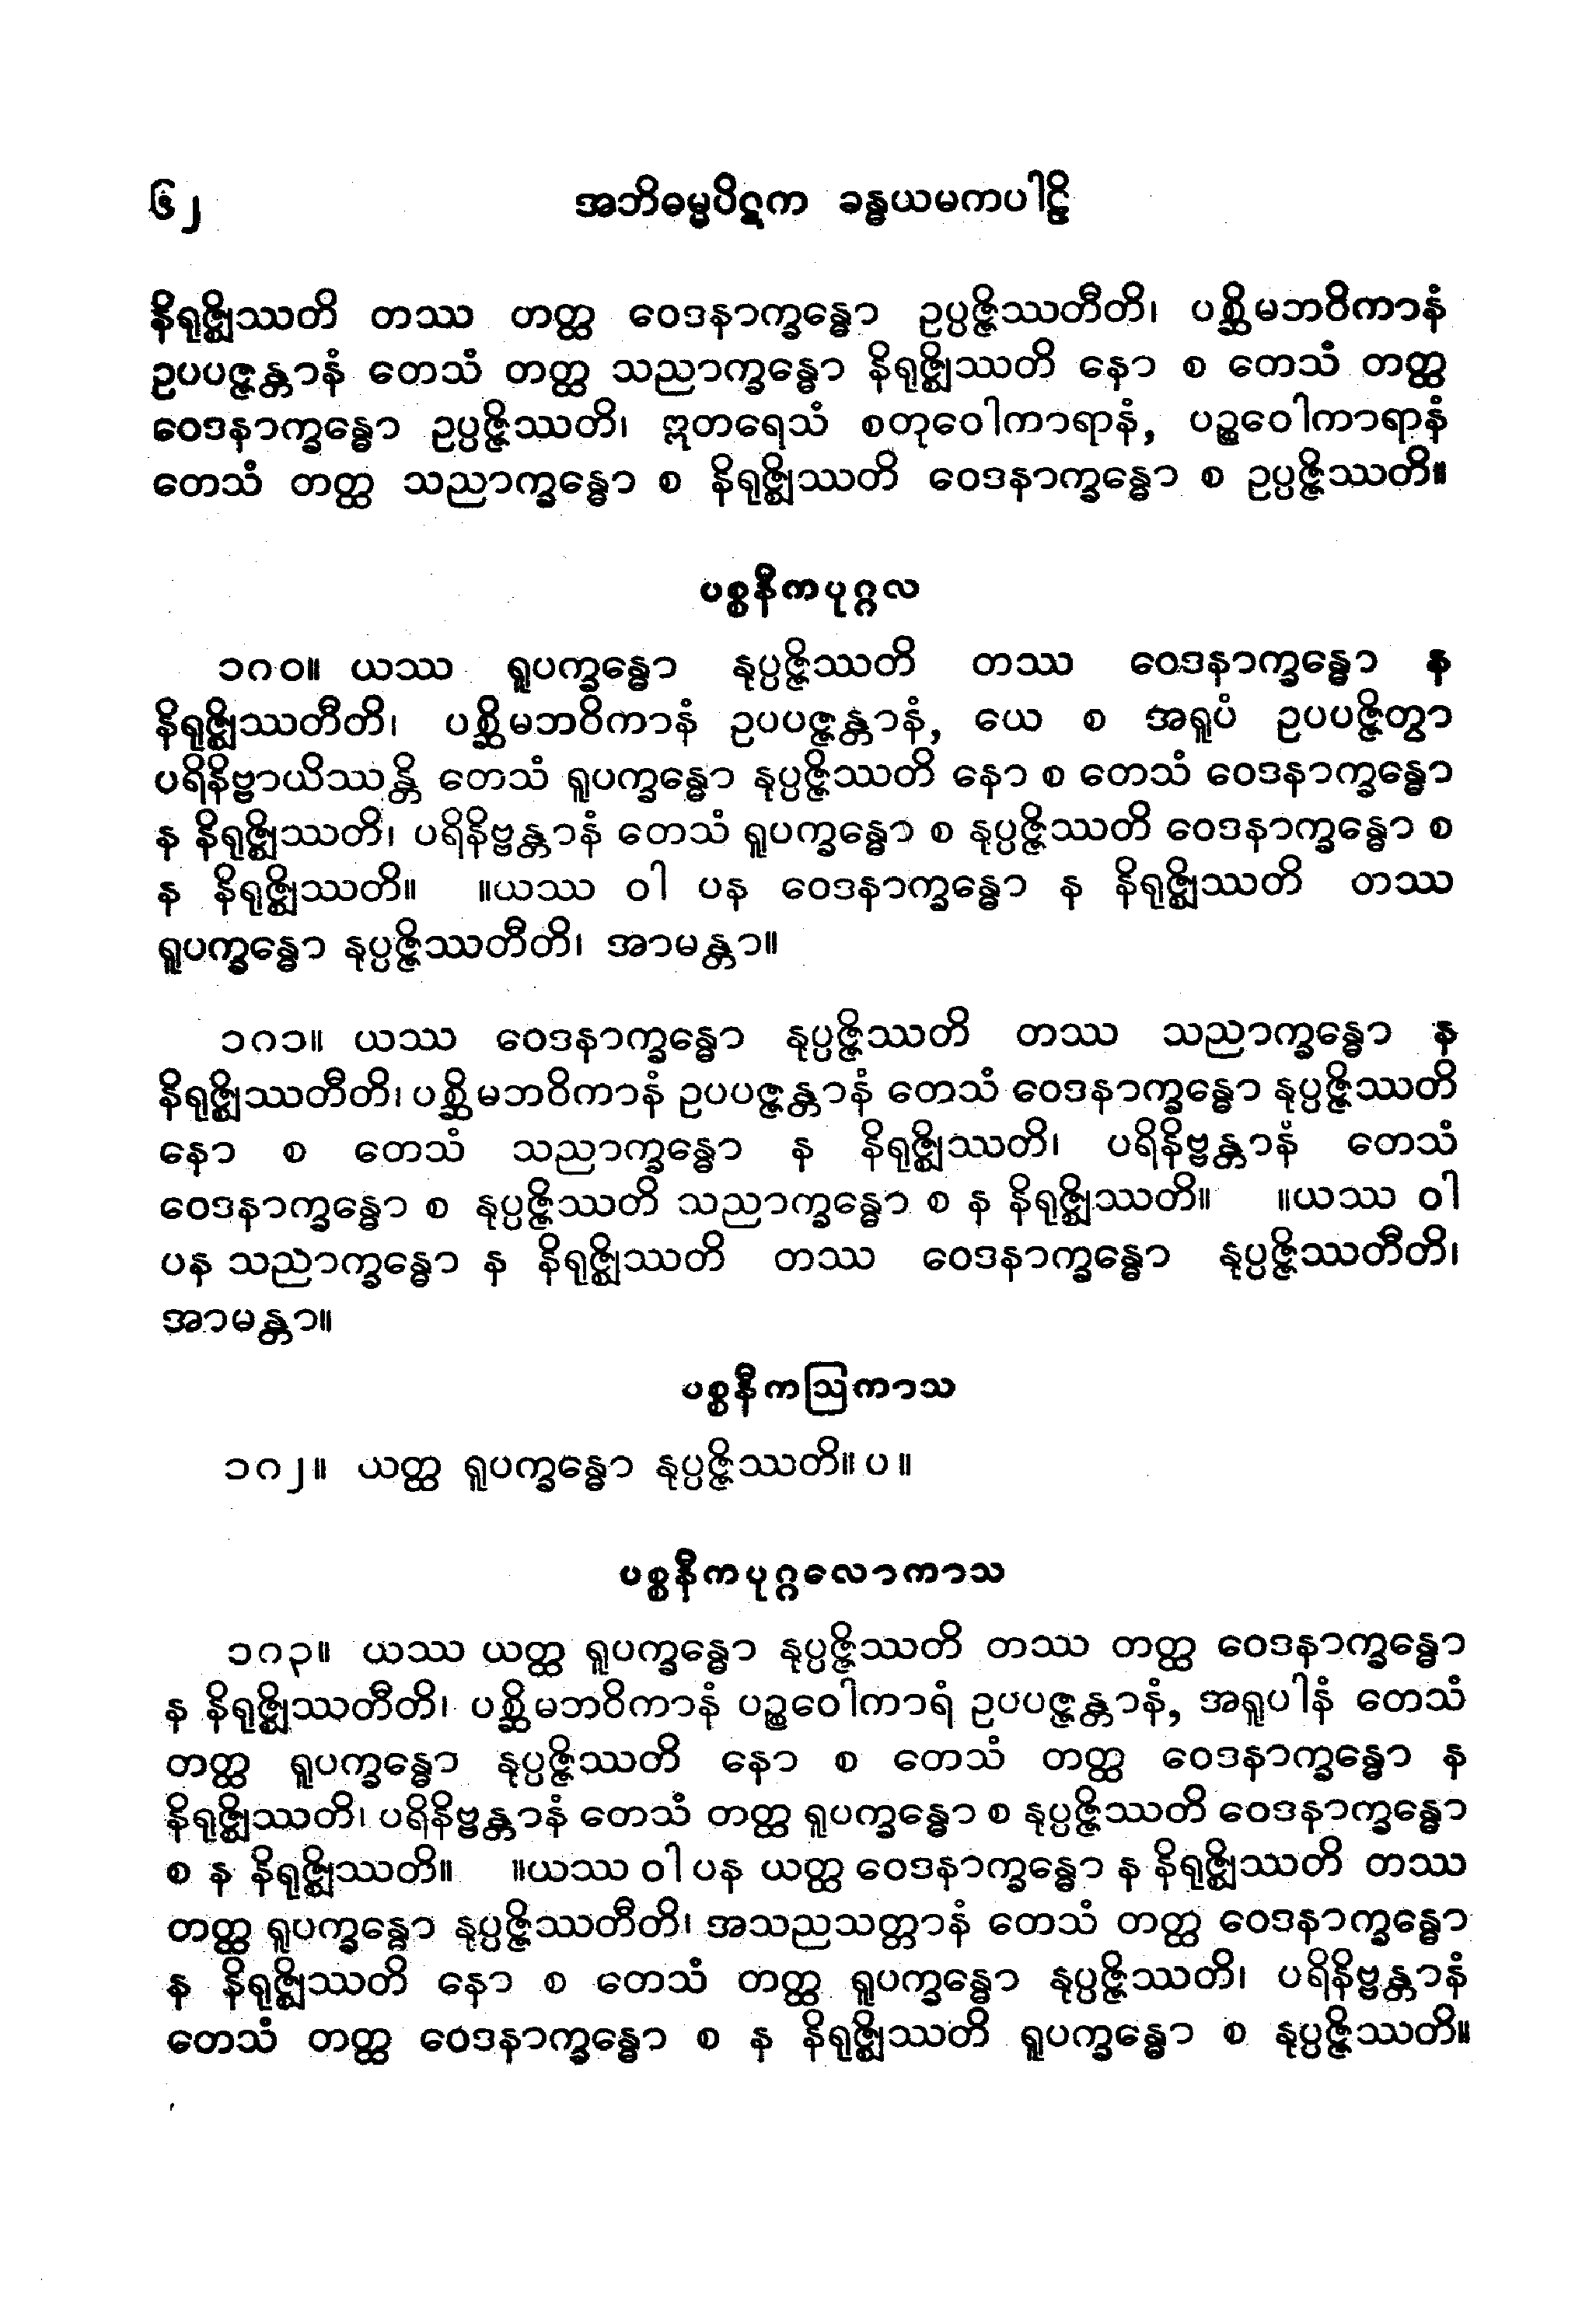 ၆၂ အဘိဓမ္မပိဋက ခန္ဓယမကပါဠိ
နိရုဇ္ဈိဿတိ တဿ တတ္ထ ဝေဒနာက္ခန္ဓော ဥပ္ပဇ္ဇိဿတီတိ၊ ပစ္ဆိမဘဝိကာနံ
ဥပပဇ္ဇန္တာနံ တေသံ တတ္ထ သညာက္ခန္ဓော နိရုဇ္ဈိဿတိ နော စ တေသံ တတ္ထ
ဝေဒနာက္ခန္ဓော ဥပ္ပဇ္ဇိဿတိ၊ ဣတရေသံ စတုဝေါကာရာနံ, ပဉ္စဝေါကာရာနံ
တေသံ တတ္ထ သညာက္ခန္ဓော စ နိရုဇ္ဈိဿတိ ဝေဒနာက္ခန္ဓော စ ဥပ္ပဇ္ဇိဿတိ။
ပစ္စနီကပုဂ္ဂလ
၁၈၀။ ယဿ ရူပက္ခန္ဓော နုပ္ပဇ္ဇိဿတိ တဿ ဝေဒနာက္ခန္ဓော န
နိရုဇ္ဈိဿတီတိ၊ ပစ္ဆိမဘဝိကာနံ ဥပပဇ္ဇန္တာနံ, ယေ စ အရူပံ ဥပပဇ္ဇိတွာ
ပရိနိဗ္ဗာယိဿန္တိ တေသံ ရူပက္ခန္ဓော နုပ္ပဇ္ဇိဿတိ နော စ တေသံ ဝေဒနာက္ခန္ဓော
န နိရုဇ္ဈိဿတိ၊ ပရိနိဗ္ဗန္တာနံ တေသံ ရူပက္ခန္ဓော စ နုပ္ပဇ္ဇိဿတိ ဝေဒနာက္ခန္ဓော စ
န နိရုဇ္ဈိဿတိ။ ။ယဿ ဝါ ပန ဝေဒနာက္ခန္ဓော န နိရုဇ္ဈိဿတိ တဿ
ရူပက္ခန္ဓော နုပ္ပဇ္ဇိဿတီတိ၊ အာမန္တာ။
၁၈၁။ ယဿ ဝေဒနာက္ခန္ဓော နုပ္ပဇ္ဇိဿတိ တဿ သညာက္ခန္ဓော န
နိရုဇ္ဈိဿတီတိ၊ ပစ္ဆိမဘဝိကာနံ ဥပပဇ္ဇန္တာနံ တေသံ ဝေဒနာက္ခန္ဓော နုပ္ပဇ္ဇိဿတိ
နော စ တေသံ သညာက္ခန္ဓော န နိရုဇ္ဈိဿတိ၊ ပရိနိဗ္ဗန္တာနံ တေသံ
ဝေဒနာက္ခန္ဓော စ နုပ္ပဇ္ဇိဿတိ သညာက္ခန္ဓော စ န နိရုဇ္ဈိဿတိ။ ။ယဿ ဝါ
ပန သညာက္ခန္ဓော န နိရုဇ္ဈိဿတိ တဿ ဝေဒနာက္ခန္ဓော နုပ္ပဇ္ဇိဿတီတိ၊
အာမန္တာ။
ပစ္စနီကဩကာသ
၁၈၂။ ယတ္ထ ရူပက္ခန္ဓော နုပ္ပဇ္ဇိဿတိ။ ပ ။
ပစ္စနီကပုဂ္ဂလောကာသ
၁၈၃။ ယဿ ယတ္ထ ရူပက္ခန္ဓော နုပ္ပဇ္ဇိဿတိ တဿ တတ္ထ ဝေဒနာက္ခန္ဓော
န နိရုဇ္ဈိဿတီတိ၊ ပစ္ဆိမဘဝိကာနံ ပဉ္စဝေါကာရံ ဥပပဇ္ဇန္တာနံ, အရူပါနံ တေသံ
တတ္ထ ရူပက္ခန္ဓော နုပ္ပဇ္ဇိဿတိ နော စ တေသံ တတ္ထ ဝေဒနာက္ခန္ဓော န
နိရုဇ္ဈိဿတိ၊ ပရိနိဗ္ဗန္တာနံ တေသံ တတ္ထ ရူပက္ခန္ဓော စ နုပ္ပဇ္ဇိဿတိ ဝေဒနာက္ခန္ဓော
စ န နိရုဇ္ဈိဿတိ။ ။ယဿ ဝါ ပန ယတ္ထ ဝေဒနာက္ခန္ဓော န နိရုဇ္ဈိဿတိ တဿ
တတ္ထ ရူပက္ခန္ဓော နုပ္ပဇ္ဇိဿတီတိ၊ အသညသတ္တာနံ တေသံ တတ္ထ ဝေဒနာက္ခန္ဓော
န နိရုဇ္ဈိဿတိ နော စ တေသံ တတ္ထ ရူပက္ခန္ဓော နုပ္ပဇ္ဇိဿတိ၊ ပရိနိဗ္ဗန္တာနံ
တေသံ တတ္ထ ဝေဒနာက္ခန္ဓော စ န နိရုဇ္ဈိဿတိ ရူပက္ခန္ဓော စ နုပ္ပဇ္ဇိဿတိ။